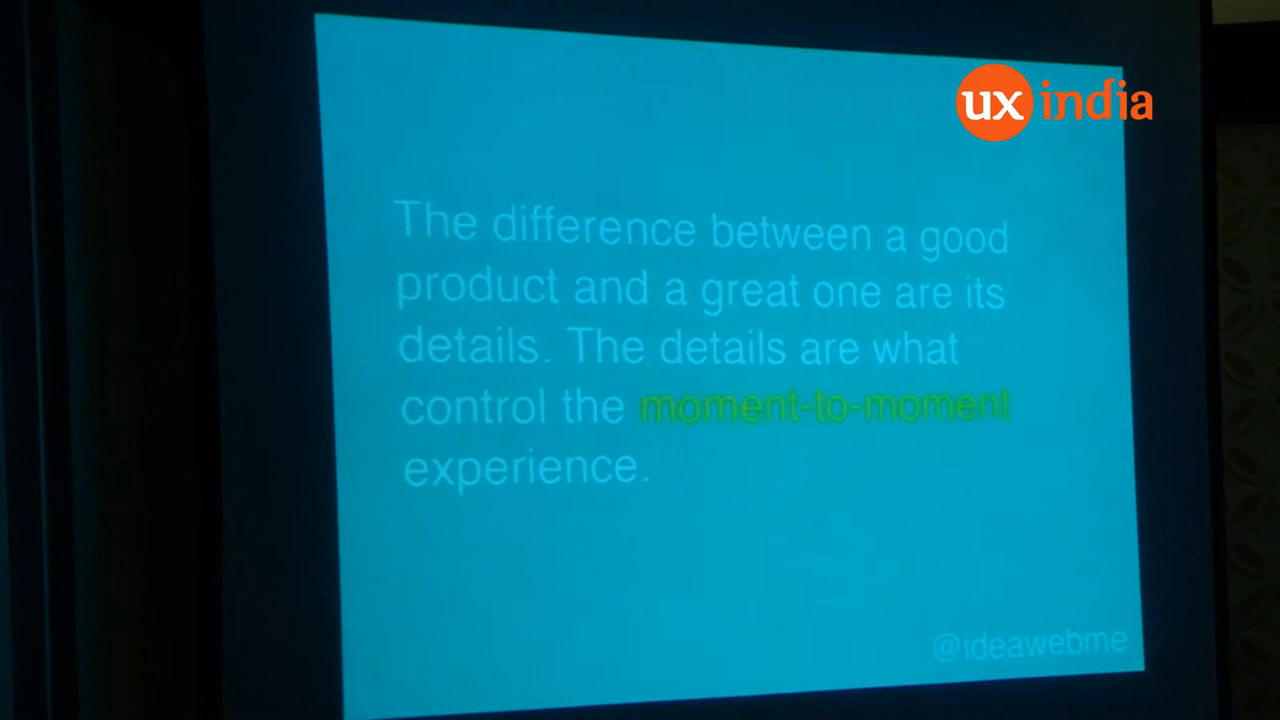 ux india
The difference between a good
product and a great one are its
details. The details are what
control the moment-to-moment
experience.
@ideawebme